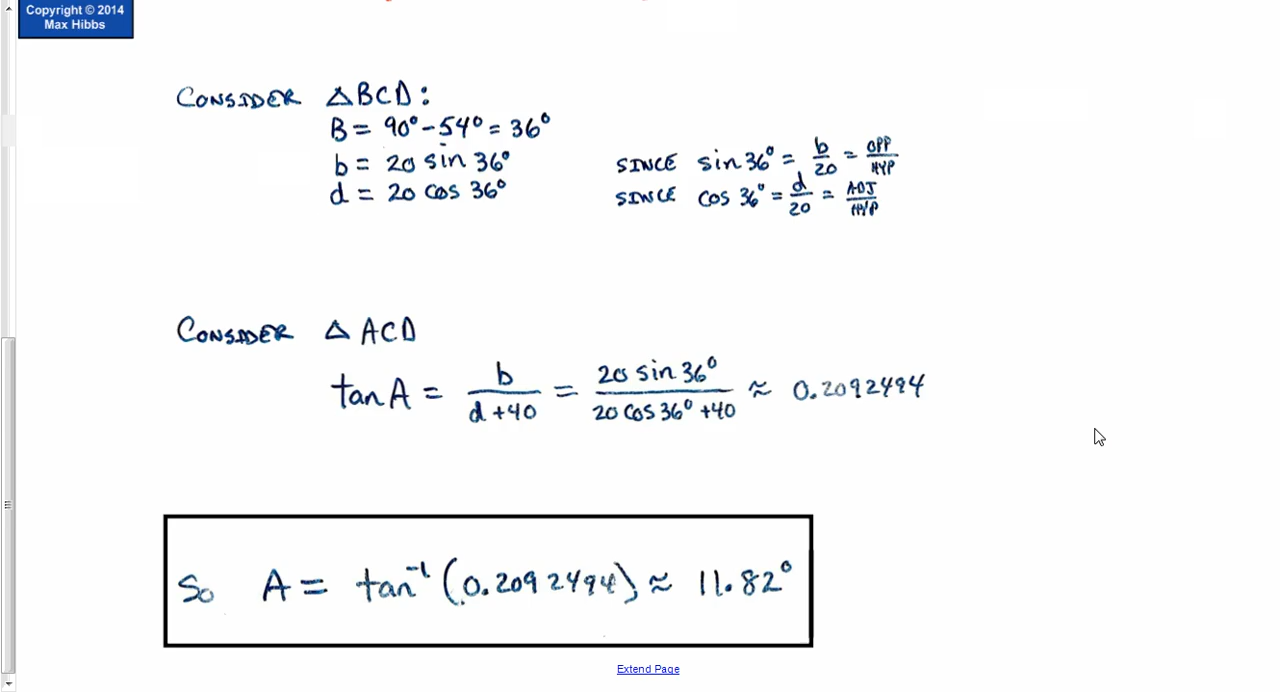 Copyright © 2014
Max Hibbs
CONSIDER △BCD:
B = 90° - 54° = 36°
b = 20 sin 36° SINCE sin 36° = b/20 = OPP/HYP
d = 20 cos 36° SINCE cos 36° = d/20 = ADJ/HYP
CONSIDER △ ACD
tan A = b/(d+40) = 20 sin 36°/(20 cos 36° + 40) ≈ 0.2092494
So A = tan⁻¹(0.2092494) ≈ 11.82°
Extend Page